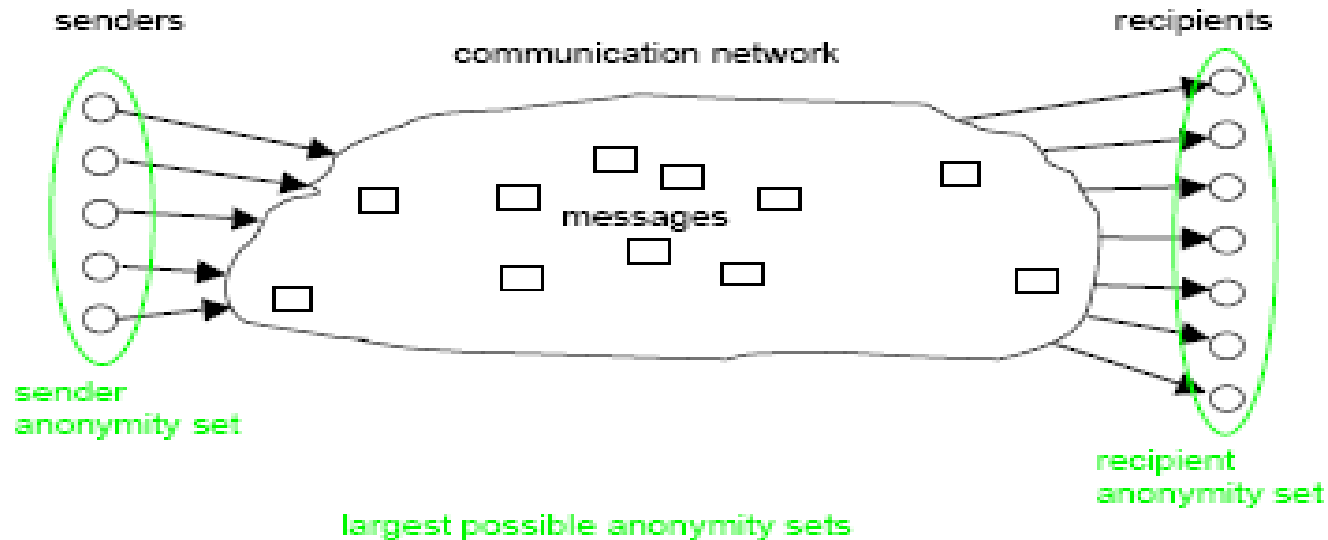 senders
recipients
communication network
messages
sender
anonymity set
recipient
anonymity set
largest possible anonymity sets